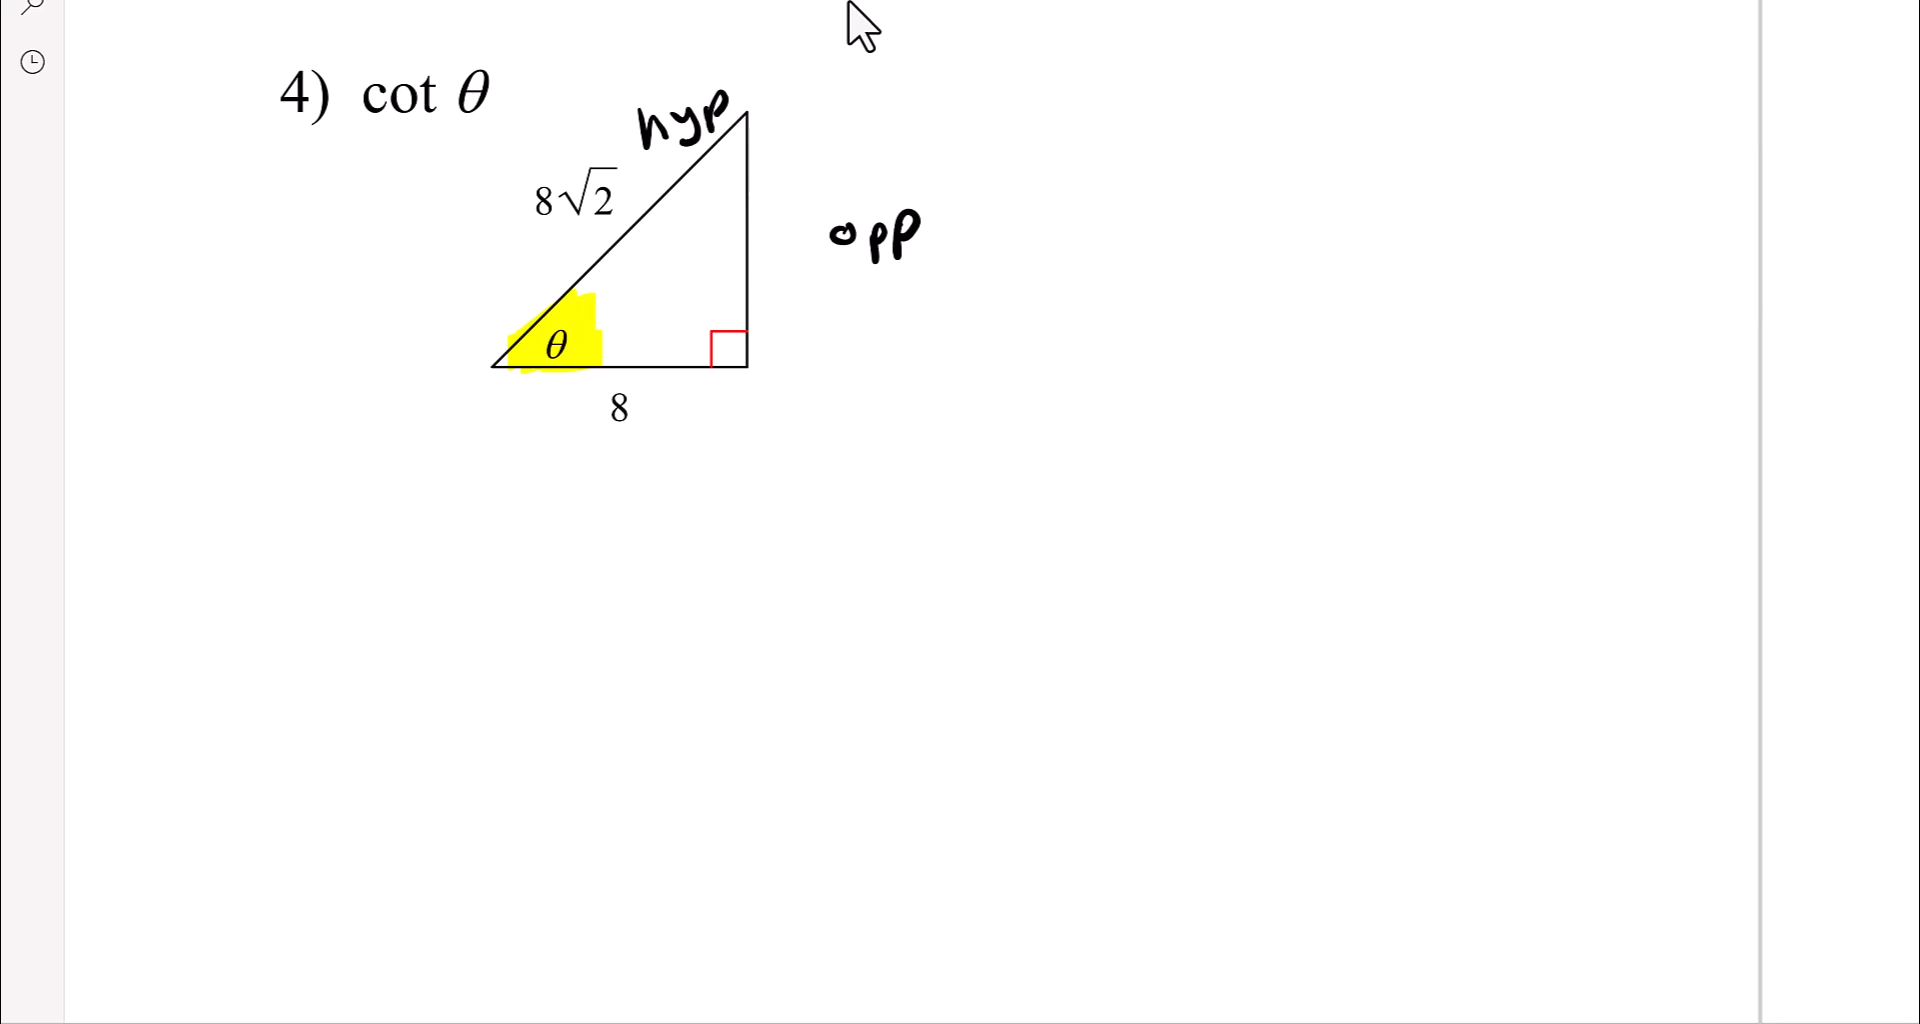 4) cot θ
hyp
8√2
opp
θ
8